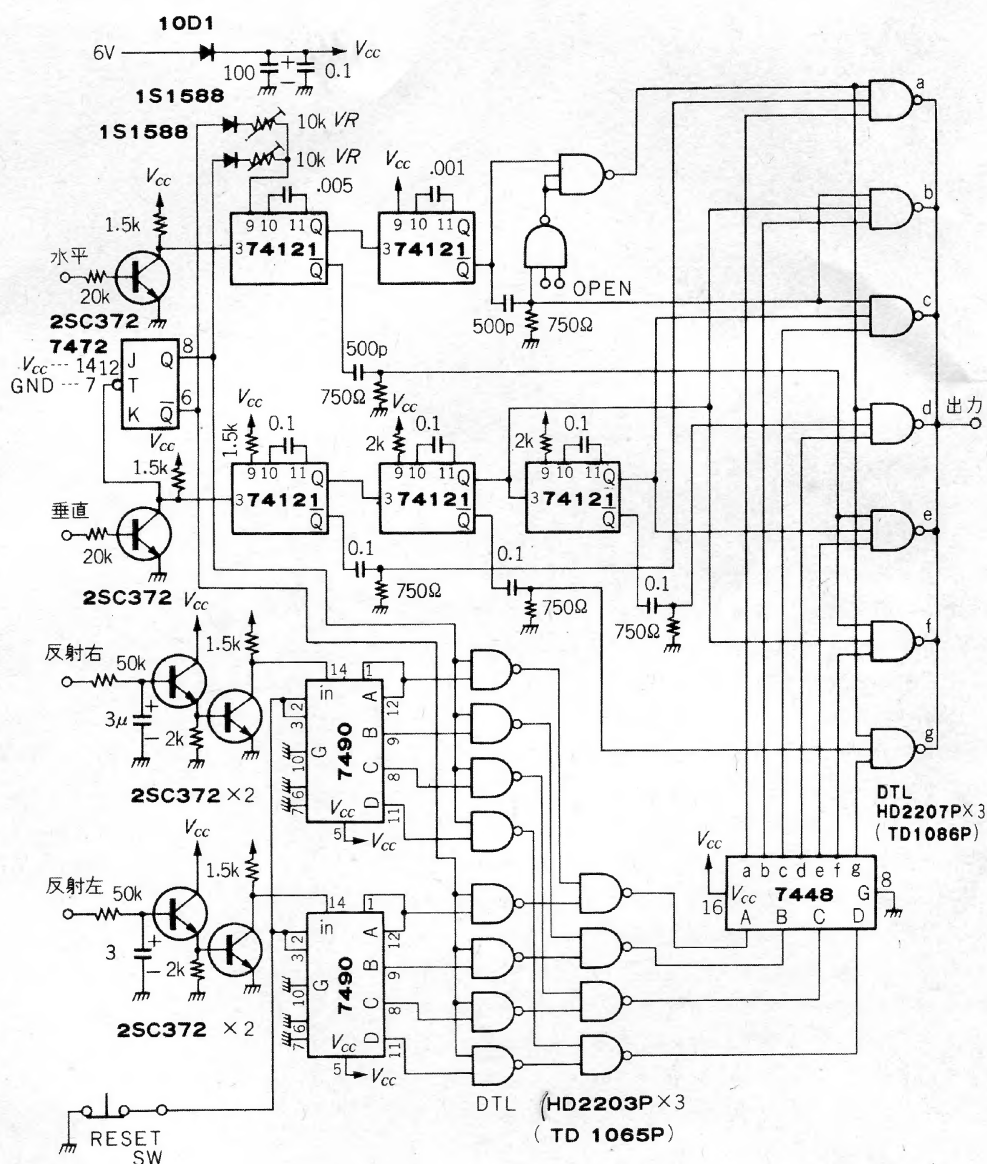 10D1
6V
Vcc
100
+
−
0.1
1S1588
10k VR
1S1588
10k VR
Vcc
1.5k
水平
20k
2SC372
.005
9 10 11 Q
3 74121
Q
Vcc
.001
9 10 11 Q
3 74121
Q
OPEN
500p
750Ω
500p
750Ω
7472
Vcc --- 14
GND --- 7
12
J Q 8
T
K Q 6
Vcc
1.5k
垂直
20k
2SC372
Vcc
1.5k
0.1
9 10 11 Q
3 74121
Q
0.1
750Ω
Vcc
2k
0.1
9 10 11 Q
3 74121
Q
0.1
750Ω
2k
0.1
9 10 11 Q
3 74121
Q
0.1
750Ω
a
b
c
d
出力
e
f
g
DTL
HD2207P×3
(TD1086P)
反射右
50k
Vcc
1.5k
3μ
+
−
2k
2SC372×2
14 1
in
2
3
A 12
B 9
C 8
D 11
G
10
6
7
7490
Vcc
5
Vcc
反射左
50k
Vcc
1.5k
3
+
−
2k
2SC372 ×2
14 1
in
2
3
A 12
B 9
C 8
D 11
G
10
6
7
7490
Vcc
5
Vcc
Vcc
16
a b c d e f g
Vcc 7448 G 8
A B C D
DTL (HD2203P×3
(TD 1065P)
RESET
SW